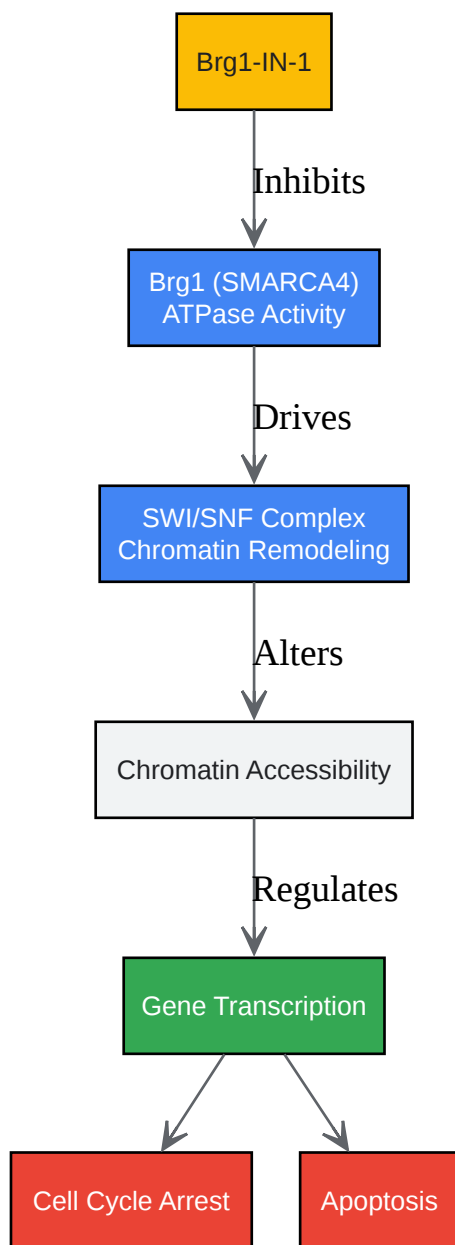 Brg1-IN-1
Inhibits
Brg1 (SMARCA4)
ATPase Activity
Drives
SWI/SNF Complex
Chromatin Remodeling
Alters
Chromatin Accessibility
Regulates
Gene Transcription
Cell Cycle Arrest
Apoptosis